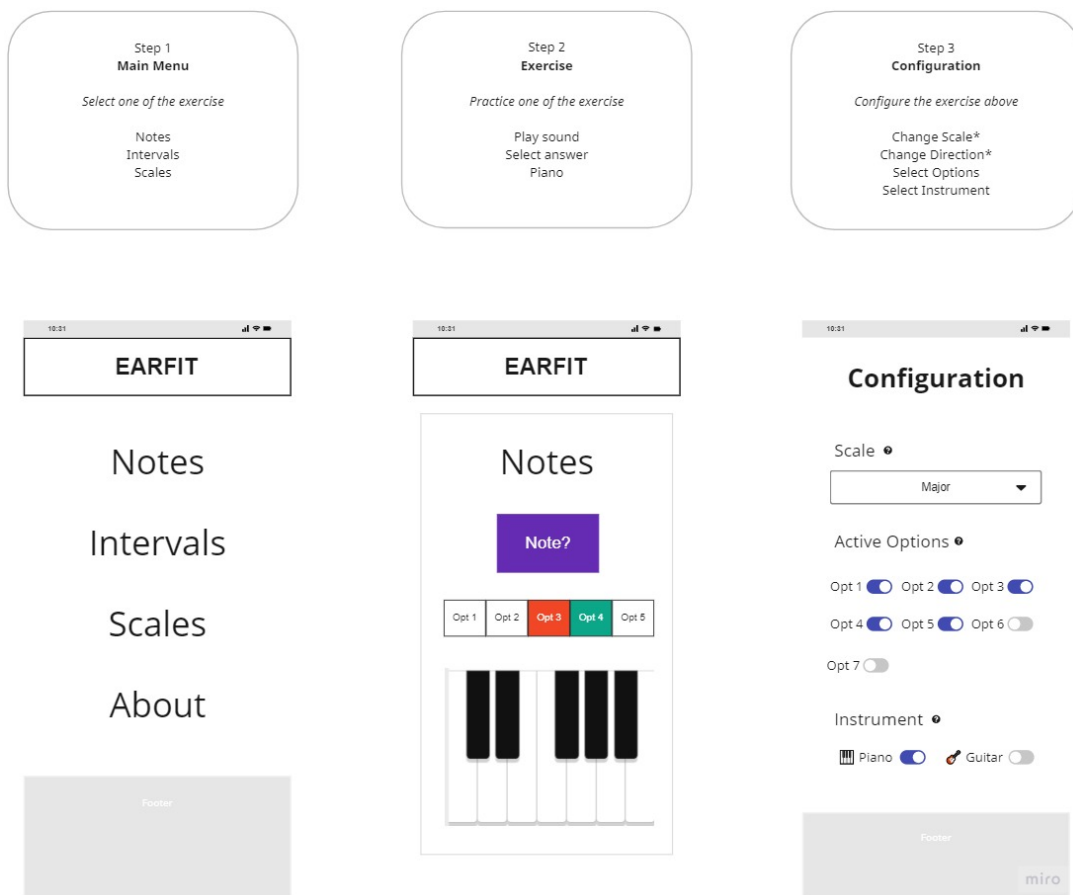 Step 1
Main Menu
Select one of the exercise
Notes
Intervals
Scales
Step 2
Exercise
Practice one of the exercise
Play sound
Select answer
Piano
Step 3
Configuration
Configure the exercise above
Change Scale*
Change Direction*
Select Options
Select Instrument
10:31
EARFIT
Notes
Intervals
Scales
About
Footer
10:31
EARFIT
Notes
Note?
Opt 1 Opt 2 Opt 3 Opt 4 Opt 5
10:31
Configuration
Scale ?
Major
Active Options ?
Opt 1 Opt 2 Opt 3
Opt 4 Opt 5 Opt 6
Opt 7
Instrument ?
Piano Guitar
Footer
miro